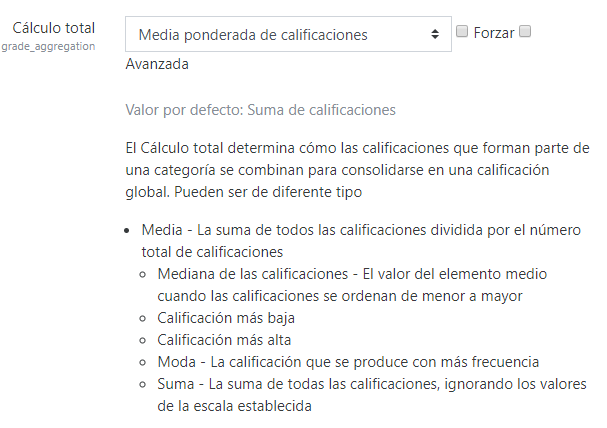 Cálculo total
grade_aggregation
Media ponderada de calificaciones
Forzar
Avanzada
Valor por defecto: Suma de calificaciones
El Cálculo total determina cómo las calificaciones que forman parte de
una categoría se combinan para consolidarse en una calificación
global. Pueden ser de diferente tipo
• Media - La suma de todos las calificaciones dividida por el número
total de calificaciones
◦ Mediana de las calificaciones - El valor del elemento medio
cuando las calificaciones se ordenan de menor a mayor
◦ Calificación más baja
◦ Calificación más alta
◦ Moda - La calificación que se produce con más frecuencia
◦ Suma - La suma de todas las calificaciones, ignorando los valores
de la escala establecida